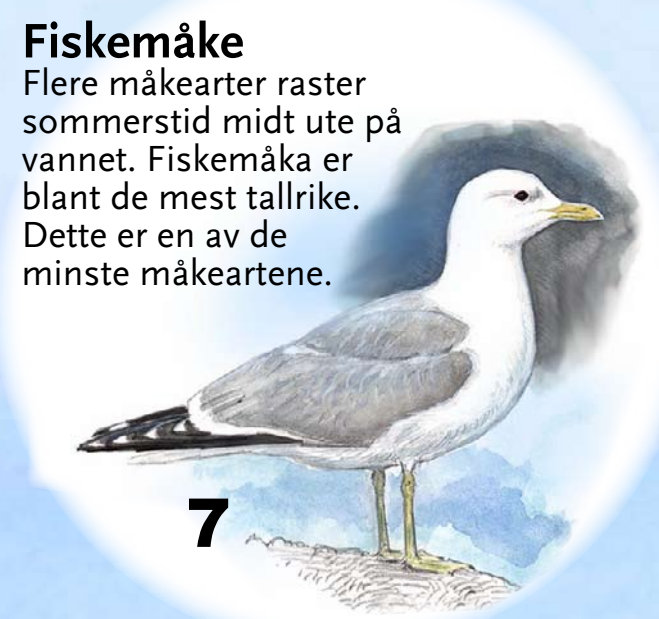 Fiskemåke
Flere måkearter raster
sommerstid midt ute på
vannet. Fiskemåka er
blant de mest tallrike.
Dette er en av de
minste måkeartene.
7